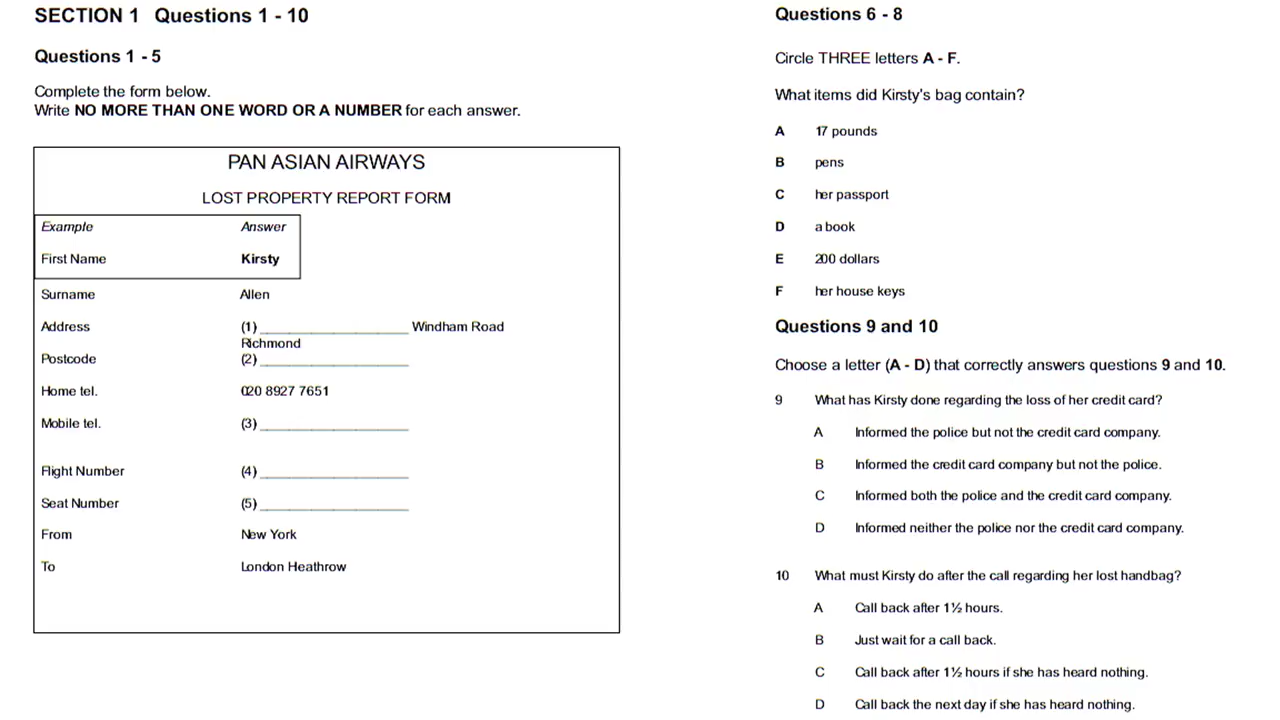 SECTION 1 Questions 1 - 10
Questions 1 - 5
Complete the form below.
Write NO MORE THAN ONE WORD OR A NUMBER for each answer.
PAN ASIAN AIRWAYS
LOST PROPERTY REPORT FORM
Example Answer
First Name Kirsty
Surname Allen
Address (1) ____________________ Windham Road
Richmond
Postcode (2) ____________________
Home tel. 020 8927 7651
Mobile tel. (3) ____________________
Flight Number (4) ____________________
Seat Number (5) ____________________
From New York
To London Heathrow
Questions 6 - 8
Circle THREE letters A - F.
What items did Kirsty's bag contain?
A 17 pounds
B pens
C her passport
D a book
E 200 dollars
F her house keys
Questions 9 and 10
Choose a letter (A - D) that correctly answers questions 9 and 10.
9 What has Kirsty done regarding the loss of her credit card?
A Informed the police but not the credit card company.
B Informed the credit card company but not the police.
C Informed both the police and the credit card company.
D Informed neither the police nor the credit card company.
10 What must Kirsty do after the call regarding her lost handbag?
A Call back after 1½ hours.
B Just wait for a call back.
C Call back after 1½ hours if she has heard nothing.
D Call back the next day if she has heard nothing.